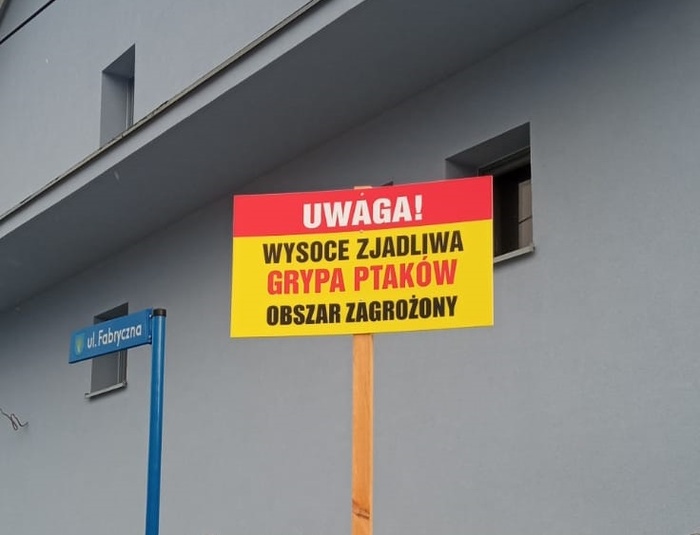 UWAGA!
WYSOCE ZJADLIWA
GRYPA PTAKÓW
OBSZAR ZAGROŻONY
ul. Fabryczna